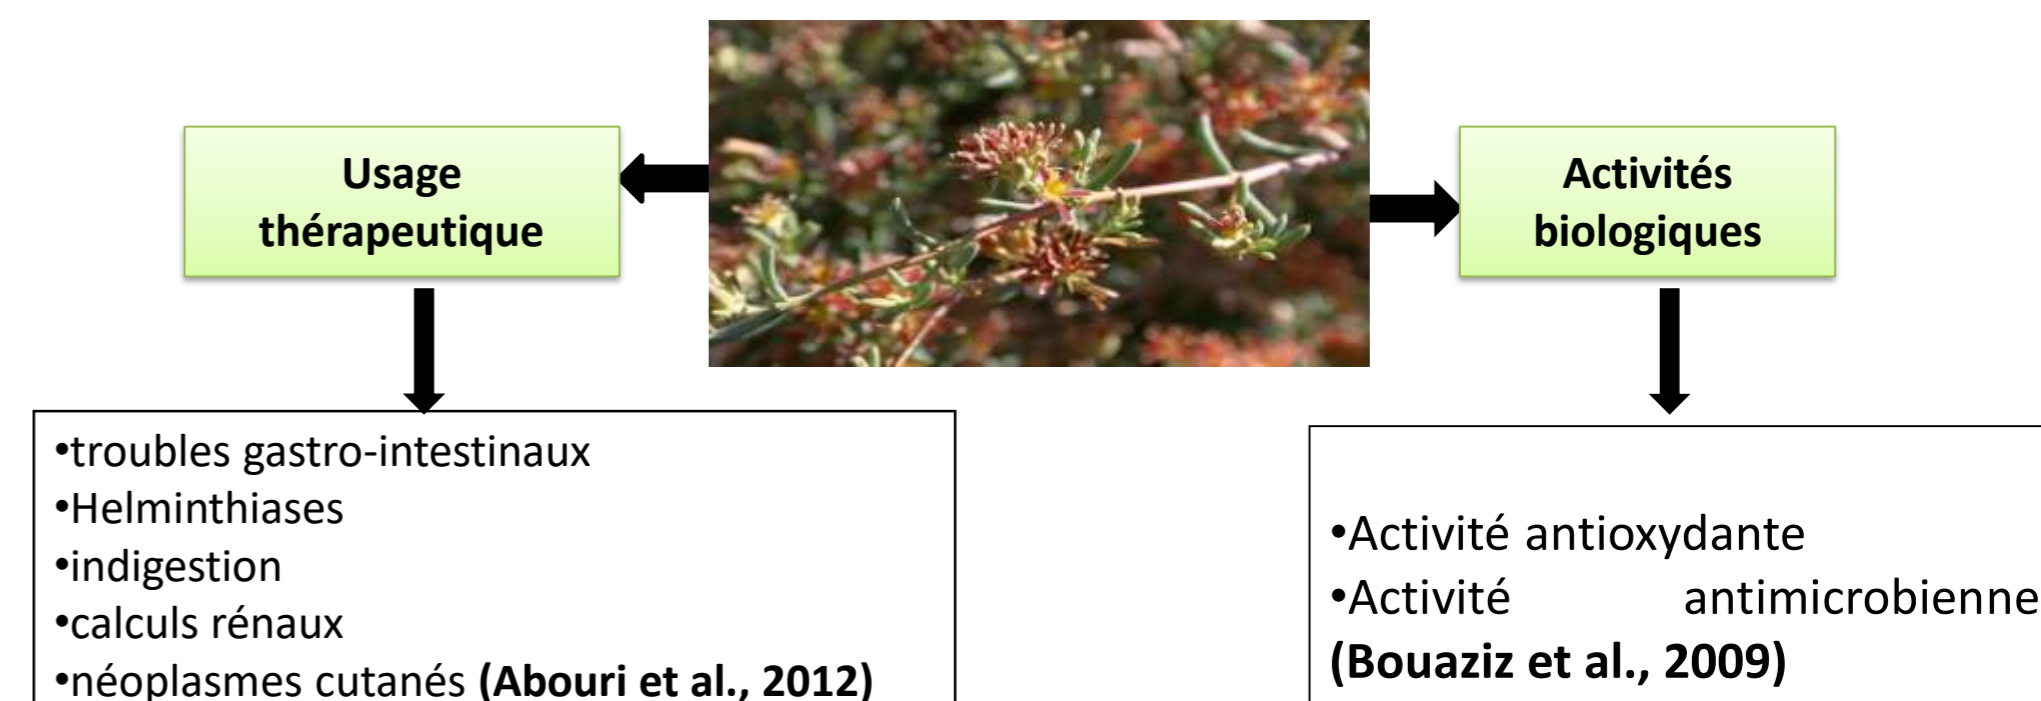 Usage
thérapeutique
Activités
biologiques
•troubles gastro-intestinaux
•Helminthiases
•indigestion
•calculs rénaux
•néoplasmes cutanés (Abouri et al., 2012)
•Activité antioxydante
•Activité antimicrobienne
(Bouaziz et al., 2009)